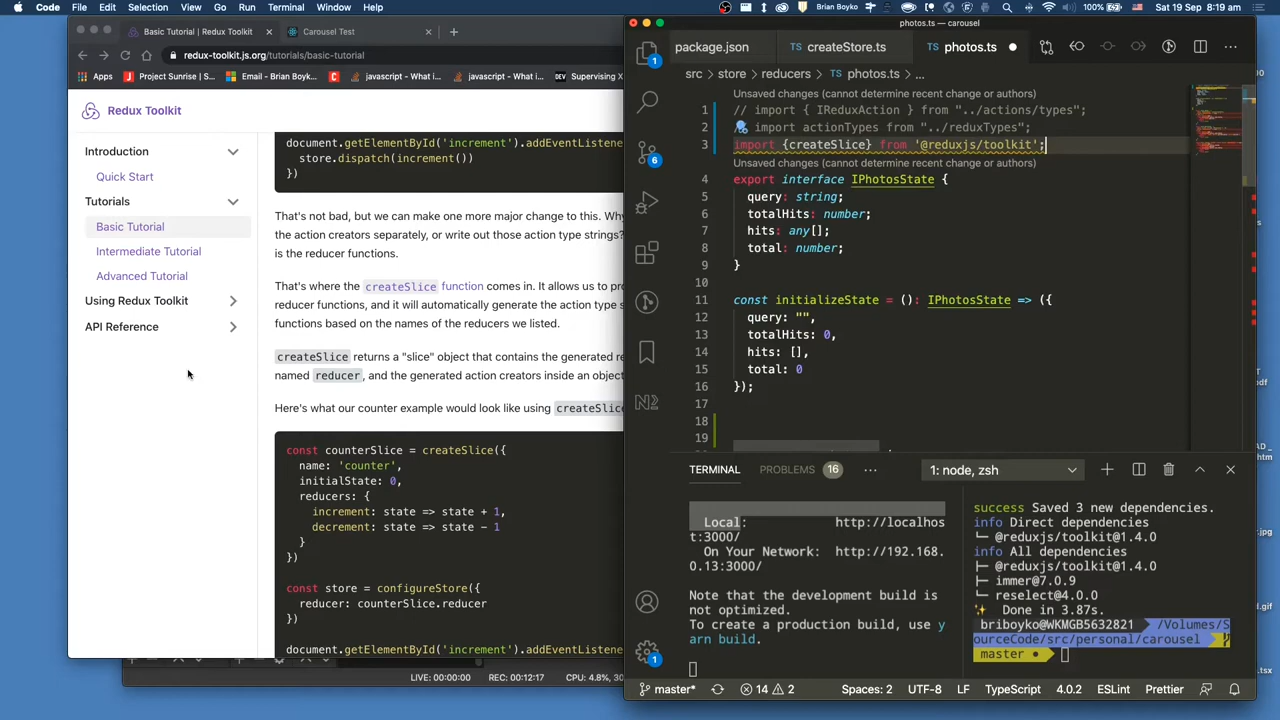 Code File Edit Selection View Go Run Terminal Window Help
100% Sat 19 Sep 8:19 am Brian Boyko
Basic Tutorial | Redux Toolkit
Carousel Test
redux-toolkit.js.org/tutorials/basic-tutorial
Apps Project Sunrise | S... Email - Brian Boyk... javascript - What i... javascript - What i... DEV Supervising X
Redux Toolkit
Introduction
Quick Start
Tutorials
Basic Tutorial
Intermediate Tutorial
Advanced Tutorial
Using Redux Toolkit
API Reference
document.getElementById('increment').addEventListene
store.dispatch(increment())
})
That's not bad, but we can make one more major change to this. Why
the action creators separately, or write out those action type strings?
is the reducer functions.
That's where the createSlice function comes in. It allows us to pro
reducer functions, and it will automatically generate the action type s
functions based on the names of the reducers we listed.
createSlice returns a "slice" object that contains the generated re
named reducer, and the generated action creators inside an object
Here's what our counter example would look like using createSlice
const counterSlice = createSlice({
name: 'counter',
initialState: 0,
reducers: {
increment: state => state + 1,
decrement: state => state - 1
}
})
const store = configureStore({
reducer: counterSlice.reducer
})
document.getElementById('increment').addEventListene
LIVE: 00:00:00 REC: 00:12:17 CPU: 4.8%, 30
photos.ts — carousel
package.json createStore.ts photos.ts
src > store > reducers > photos.ts > ...
Unsaved changes (cannot determine recent change or authors)
1 // import { IReduxAction } from "../actions/types";
2 import actionTypes from "../reduxTypes";
3 import {createSlice} from '@reduxjs/toolkit';
Unsaved changes (cannot determine recent change or authors)
4 export interface IPhotosState {
5 query: string;
6 totalHits: number;
7 hits: any[];
8 total: number;
9 }
10
11 const initializeState = (): IPhotosState => ({
12 query: "",
13 totalHits: 0,
14 hits: [],
15 total: 0
16 });
17
18
19
TERMINAL PROBLEMS 16 ... 1: node, zsh
Local: http://localhos
t:3000/
On Your Network: http://192.168.
0.13:3000/
Note that the development build is
not optimized.
To create a production build, use y
arn build.
success Saved 3 new dependencies.
info Direct dependencies
└─ @reduxjs/toolkit@1.4.0
info All dependencies
├─ @reduxjs/toolkit@1.4.0
├─ immer@7.0.9
└─ reselect@4.0.0
✨ Done in 3.87s.
briboyko@WKMGB5632821 /Volumes/S
ourceCode/src/personal/carousel
master ●
master* 14 2 Spaces: 2 UTF-8 LF TypeScript 4.0.2 ESLint Prettier